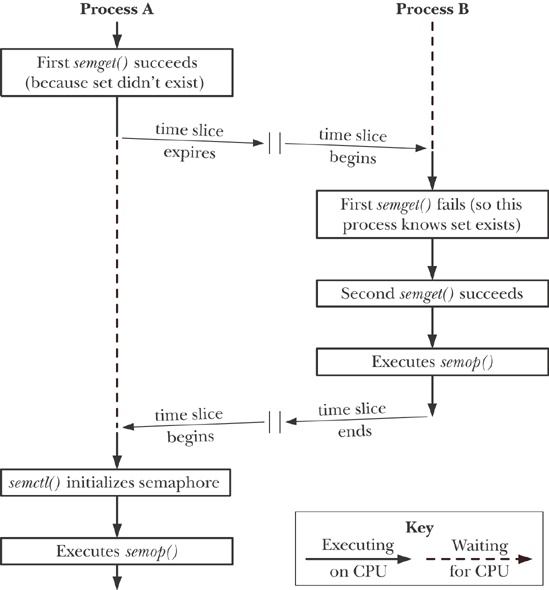 Process A
Process B
First semget() succeeds
(because set didn't exist)
time slice
expires
time slice
begins
First semget() fails (so this
process knows set exists)
Second semget() succeeds
Executes semop()
time slice
begins
time slice
ends
semctl() initializes semaphore
Executes semop()
Key
Executing
on CPU
Waiting
for CPU